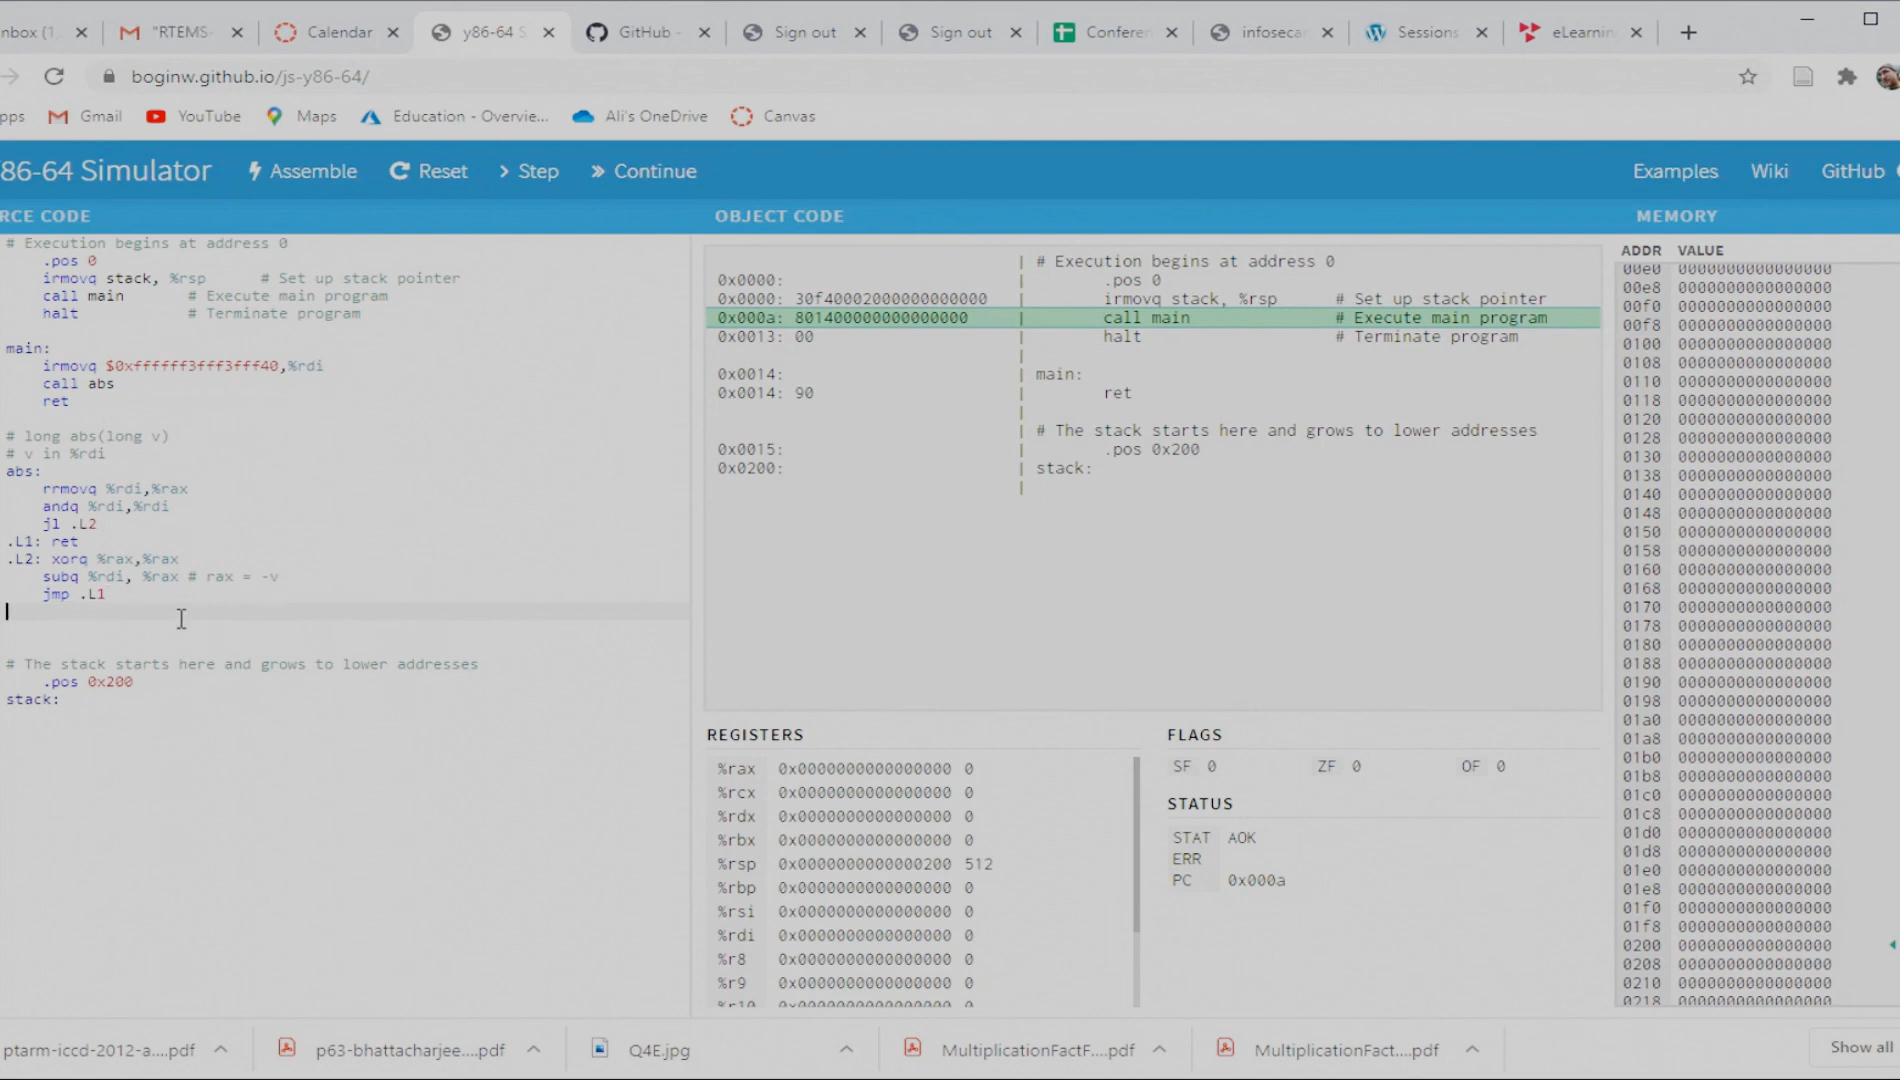 nbox (1,
"RTEMS-
Calendar
y86-64 S
GitHub -
Sign out
Sign out
Conferen
infosecar
Sessions
eLearnin
boginw.github.io/js-y86-64/
pps
Gmail
YouTube
Maps
Education - Overvie...
Ali's OneDrive
Canvas
86-64 Simulator
Assemble
Reset
Step
Continue
Examples
Wiki
GitHub
RCE CODE
# Execution begins at address 0
.pos 0
irmovq stack, %rsp # Set up stack pointer
call main # Execute main program
halt # Terminate program
main:
irmovq $0xffffff3fff3fff40,%rdi
call abs
ret
# long abs(long v)
# v in %rdi
abs:
rrmovq %rdi,%rax
andq %rdi,%rdi
jl .L2
.L1: ret
.L2: xorq %rax,%rax
subq %rdi, %rax # rax = -v
jmp .L1
# The stack starts here and grows to lower addresses
.pos 0x200
stack:
OBJECT CODE
| # Execution begins at address 0
0x0000: | .pos 0
0x0000: 30f40002000000000000 | irmovq stack, %rsp # Set up stack pointer
0x000a: 801400000000000000 | call main # Execute main program
0x0013: 00 | halt # Terminate program
|
0x0014: | main:
0x0014: 90 | ret
|
| # The stack starts here and grows to lower addresses
0x0015: | .pos 0x200
0x0200: | stack:
|
REGISTERS
%rax 0x0000000000000000 0
%rcx 0x0000000000000000 0
%rdx 0x0000000000000000 0
%rbx 0x0000000000000000 0
%rsp 0x0000000000000200 512
%rbp 0x0000000000000000 0
%rsi 0x0000000000000000 0
%rdi 0x0000000000000000 0
%r8 0x0000000000000000 0
%r9 0x0000000000000000 0
%r10 0x0000000000000000 0
FLAGS
SF 0 ZF 0 OF 0
STATUS
STAT AOK
ERR
PC 0x000a
MEMORY
ADDR VALUE
00e0 0000000000000000
00e8 0000000000000000
00f0 0000000000000000
00f8 0000000000000000
0100 0000000000000000
0108 0000000000000000
0110 0000000000000000
0118 0000000000000000
0120 0000000000000000
0128 0000000000000000
0130 0000000000000000
0138 0000000000000000
0140 0000000000000000
0148 0000000000000000
0150 0000000000000000
0158 0000000000000000
0160 0000000000000000
0168 0000000000000000
0170 0000000000000000
0178 0000000000000000
0180 0000000000000000
0188 0000000000000000
0190 0000000000000000
0198 0000000000000000
01a0 0000000000000000
01a8 0000000000000000
01b0 0000000000000000
01b8 0000000000000000
01c0 0000000000000000
01c8 0000000000000000
01d0 0000000000000000
01d8 0000000000000000
01e0 0000000000000000
01e8 0000000000000000
01f0 0000000000000000
01f8 0000000000000000
0200 0000000000000000
0208 0000000000000000
0210 0000000000000000
0218 0000000000000000
ptarm-iccd-2012-a....pdf
p63-bhattacharjee....pdf
Q4E.jpg
MultiplicationFactF....pdf
MultiplicationFact....pdf
Show all